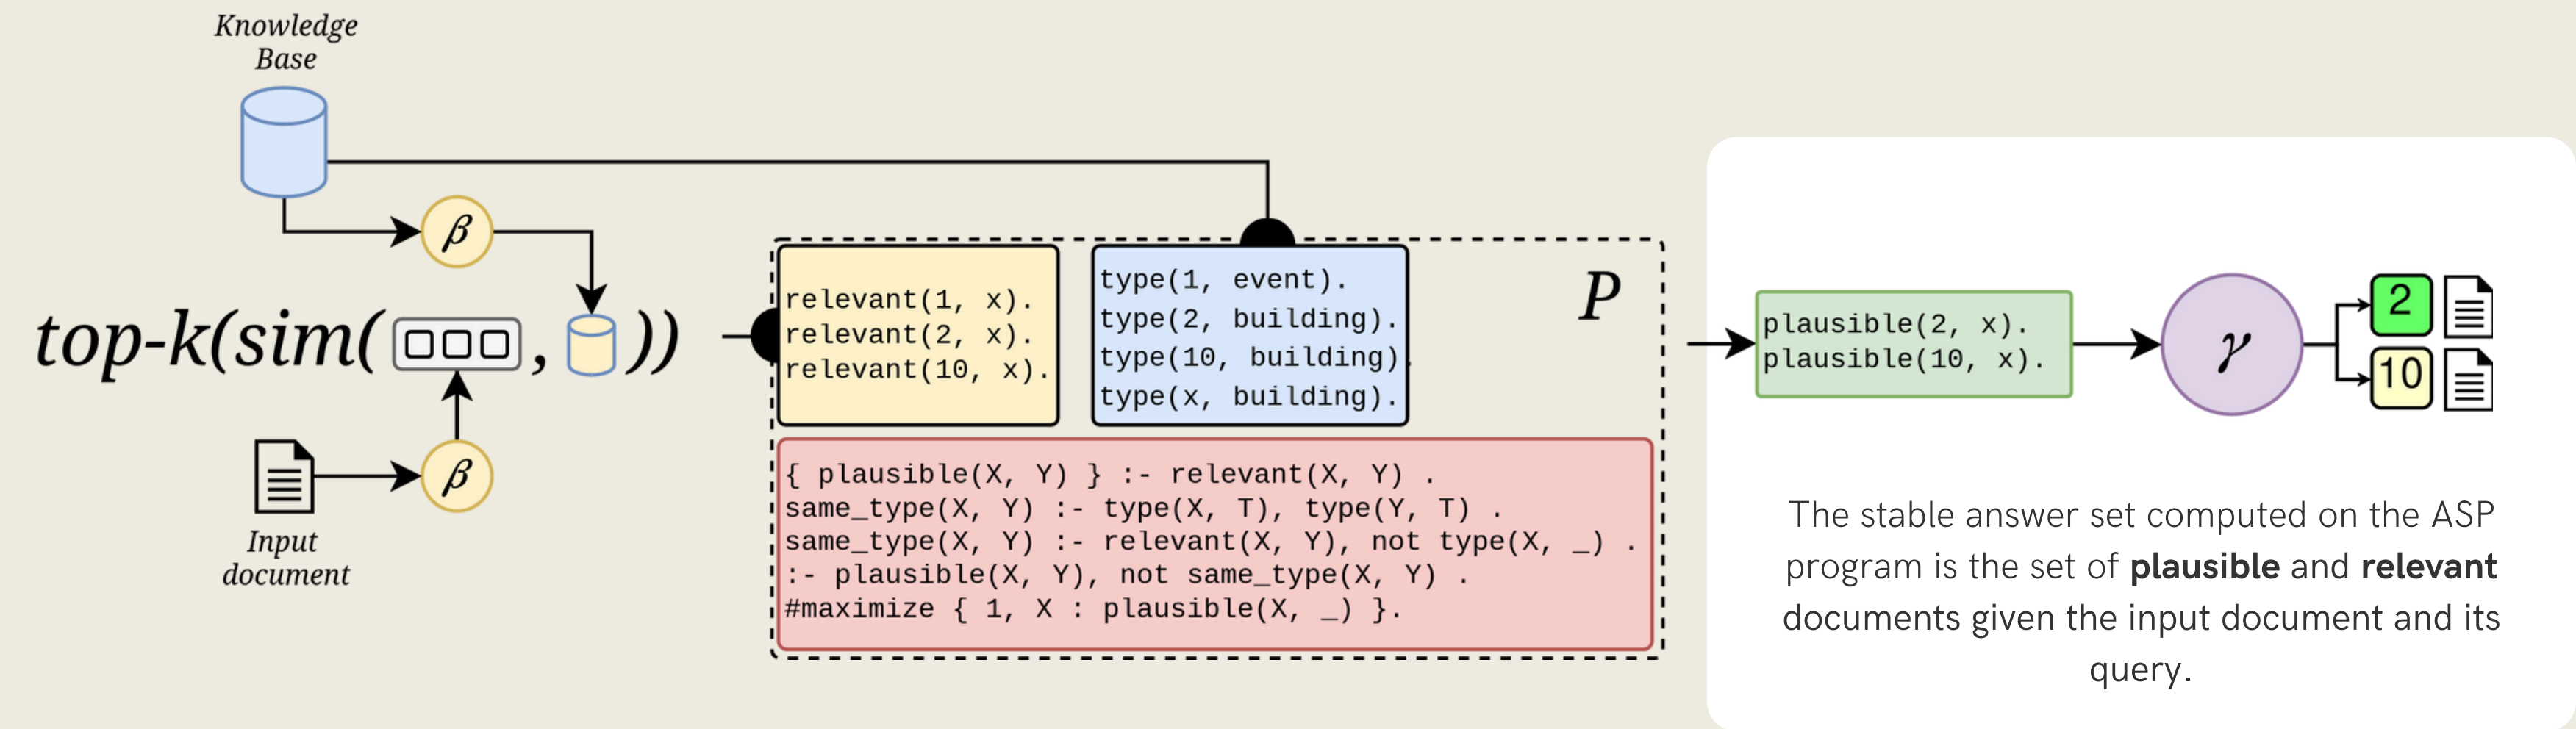 Knowledge
Base
β
top-k(sim( , ))
β
Input
document
relevant(1, x).
relevant(2, x).
relevant(10, x).
type(1, event).
type(2, building).
type(10, building).
type(x, building).
P
{ plausible(X, Y) } :- relevant(X, Y) .
same_type(X, Y) :- type(X, T), type(Y, T) .
same_type(X, Y) :- relevant(X, Y), not type(X, _) .
:- plausible(X, Y), not same_type(X, Y) .
#maximize { 1, X : plausible(X, _) }.
plausible(2, x).
plausible(10, x).
γ
2
10
The stable answer set computed on the ASP
program is the set of plausible and relevant
documents given the input document and its
query.